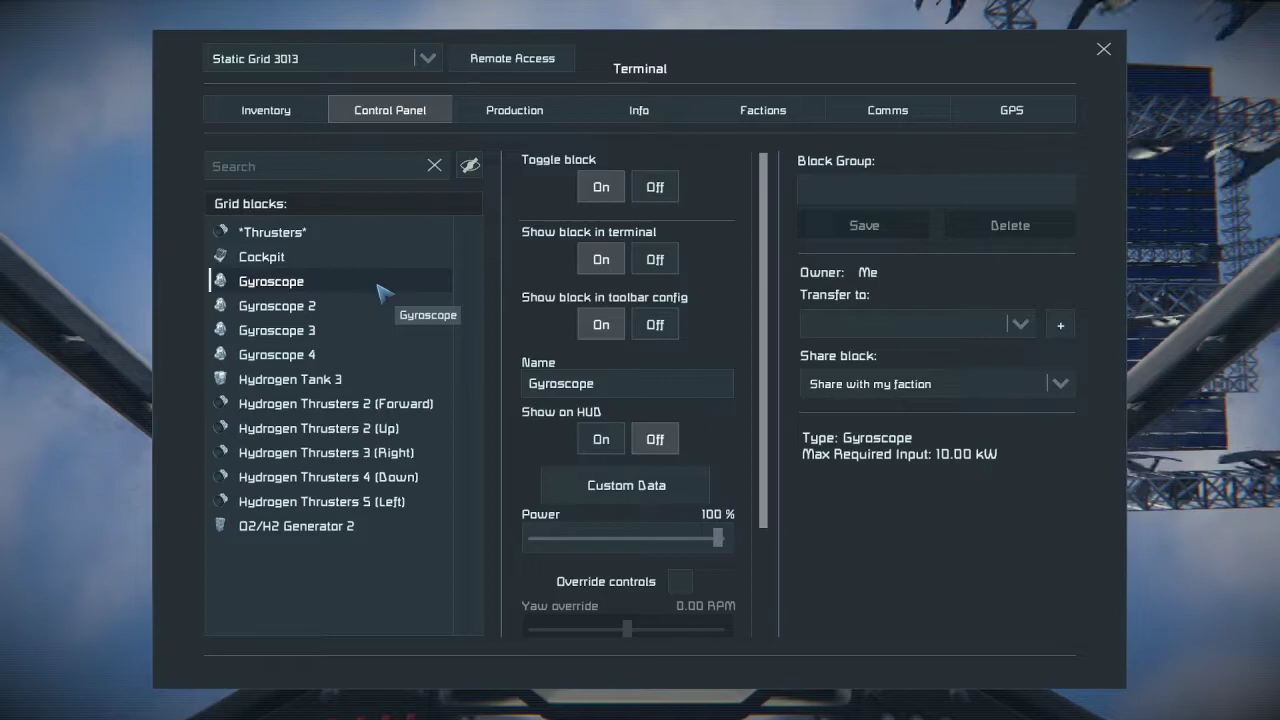 Static Grid 3013
Remote Access
Terminal
Inventory
Control Panel
Production
Info
Factions
Comms
GPS
Search
Grid blocks:
*Thrusters*
Cockpit
Gyroscope
Gyroscope 2
Gyroscope 3
Gyroscope 4
Hydrogen Tank 3
Hydrogen Thrusters 2 (Forward)
Hydrogen Thrusters 2 (Up)
Hydrogen Thrusters 3 (Right)
Hydrogen Thrusters 4 (Down)
Hydrogen Thrusters 5 (Left)
O2/H2 Generator 2
Gyroscope
Toggle block
On Off
Show block in terminal
On Off
Show block in toolbar config
On Off
Name
Gyroscope
Show on HUD
On Off
Custom Data
Power 100 %
Override controls
Yaw override 0.00 RPM
Block Group:
Save Delete
Owner: Me
Transfer to:
+
Share block:
Share with my faction
Type: Gyroscope
Max Required Input: 10.00 kW